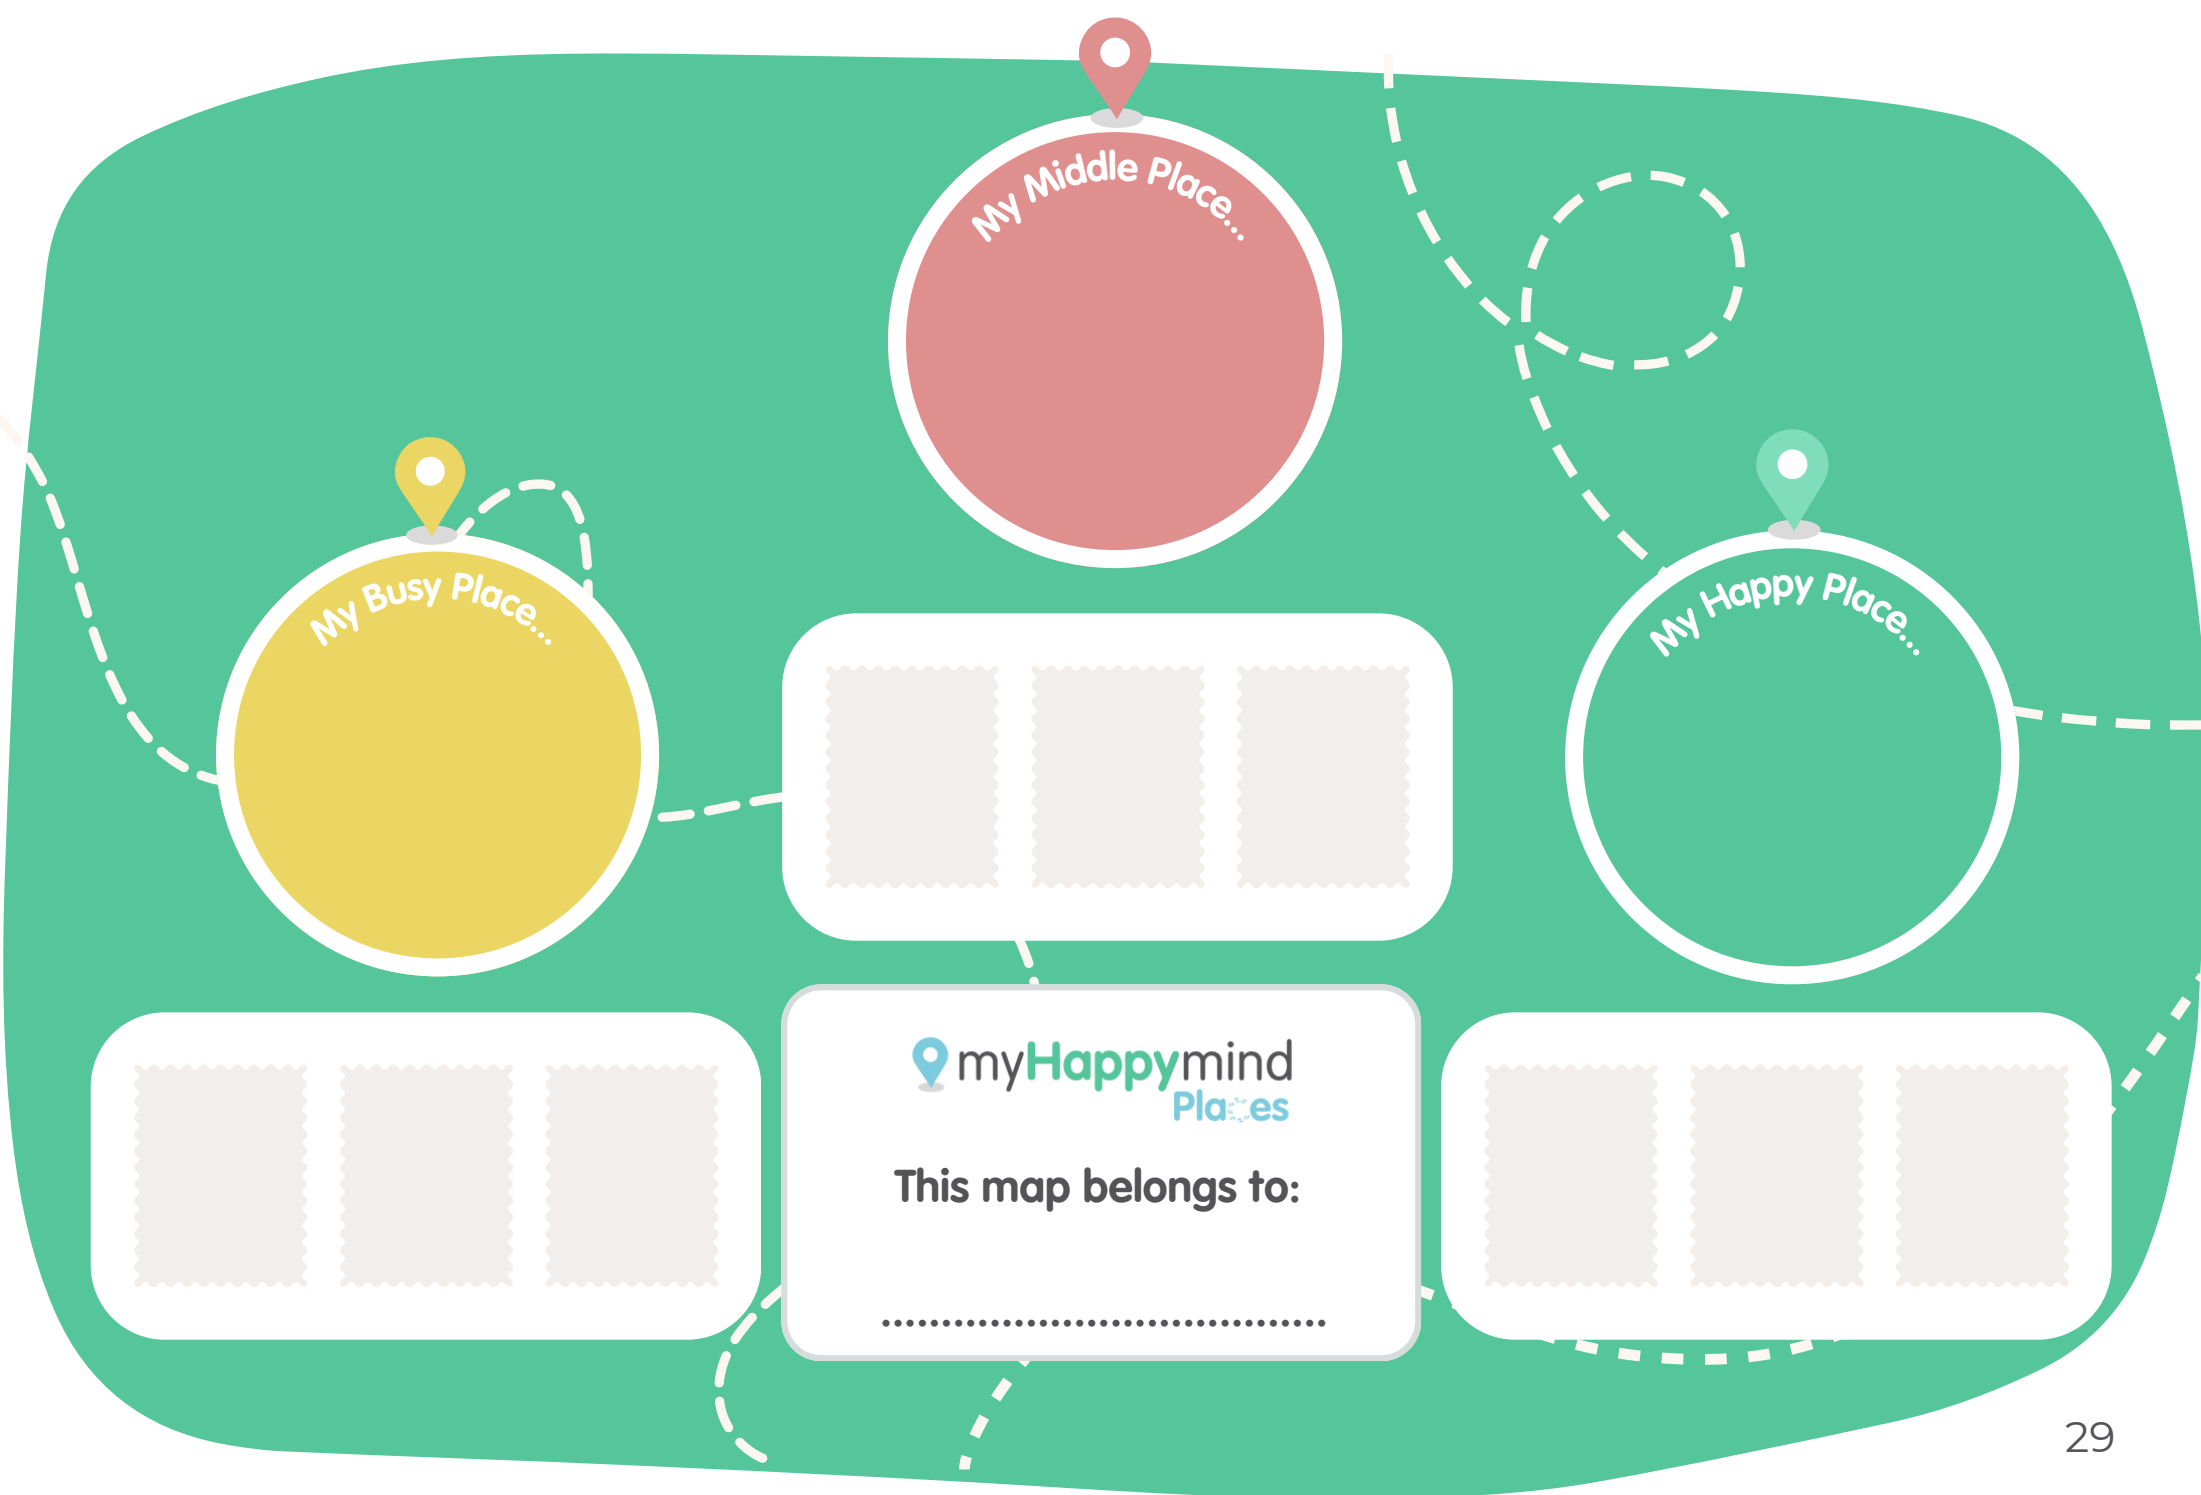 My Middle Place...
My Busy Place...
My Happy Place...
myHappymind
Places
This map belongs to:
29